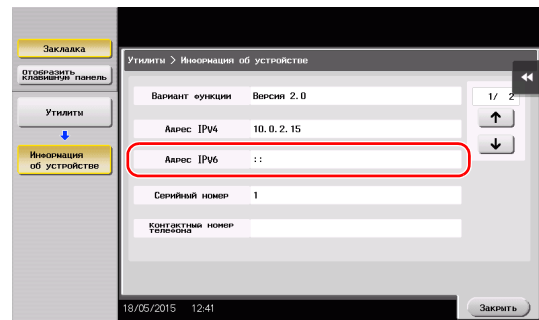 Закладка
Отобразить
клавишную панель
Утилиты
Информация
об устройстве
Утилиты > Информация об устройстве
1/ 2
Вариант функции Версия 2.0
Адрес IPV4 10.0.2.15
Адрес IPV6 ::
Серийный номер 1
Контактный номер
телефона
18/05/2015 12:41
Закрыть